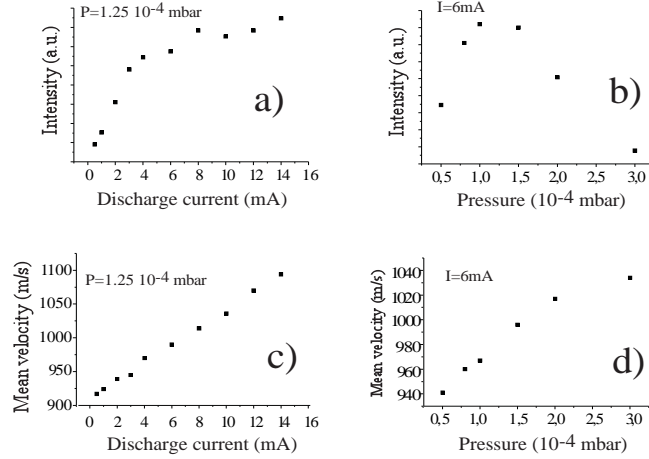 P=1.25 10-4 mbar
Intensity (a.u.)
a)
0 2 4 6 8 10 12 14 16
Discharge current (mA)
I=6mA
Intensity (a.u.)
b)
0,5 1,0 1,5 2,0 3,0
Pressure (10-4 mbar)
1100
1050
1000
950
900
P=1.25 10-4 mbar
Mean velocity (m/s)
c)
0 2 4 6 8 10 12 14 16
Discharge current (mA)
1040
1020
1000
980
960
940
I=6mA
Mean velocity (m/s)
d)
0,5 1,0 1,5 2,0 3,0
Pressure (10-4 mbar)